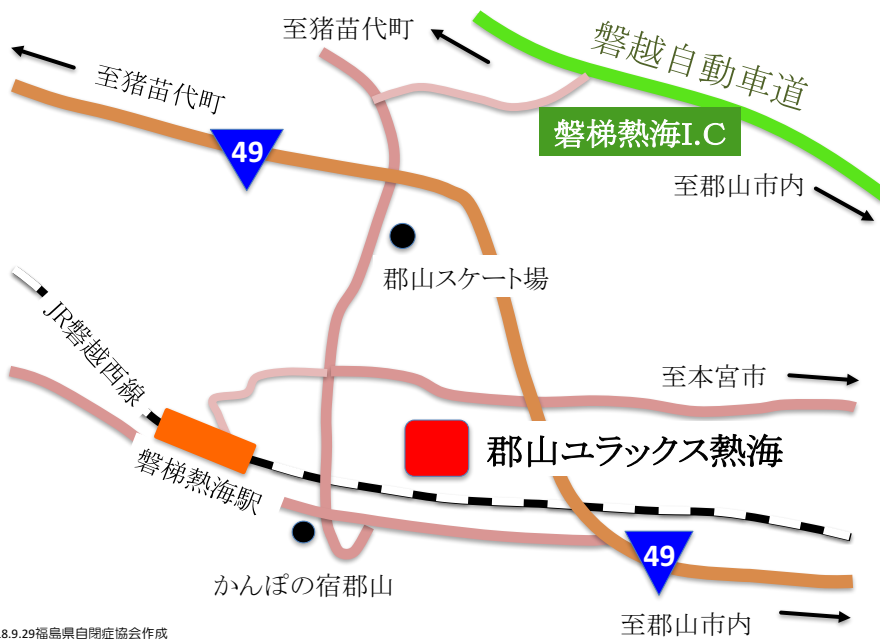 至猪苗代町
磐越自動車道
至猪苗代町
49
磐梯熱海I.C
至郡山市内
郡山スケート場
JR磐越西線
至本宮市
郡山ユラックス熱海
磐梯熱海駅
49
かんぽの宿郡山
至郡山市内
8.9.29福島県自閉症協会作成